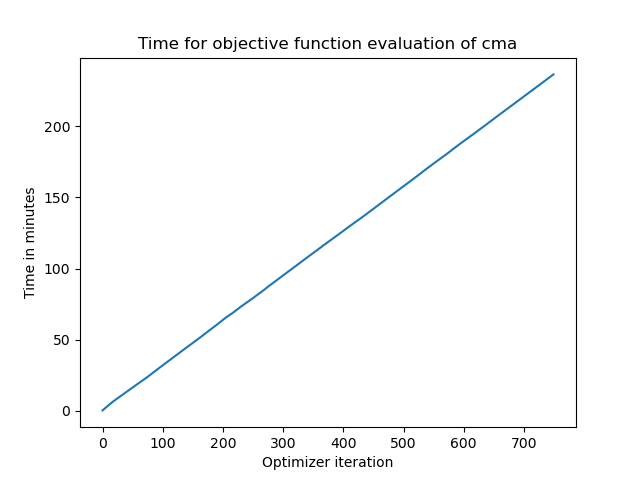 Time for objective function evaluation of cma
Time in minutes
200
150
100
50
0
0 100 200 300 400 500 600 700
Optimizer iteration